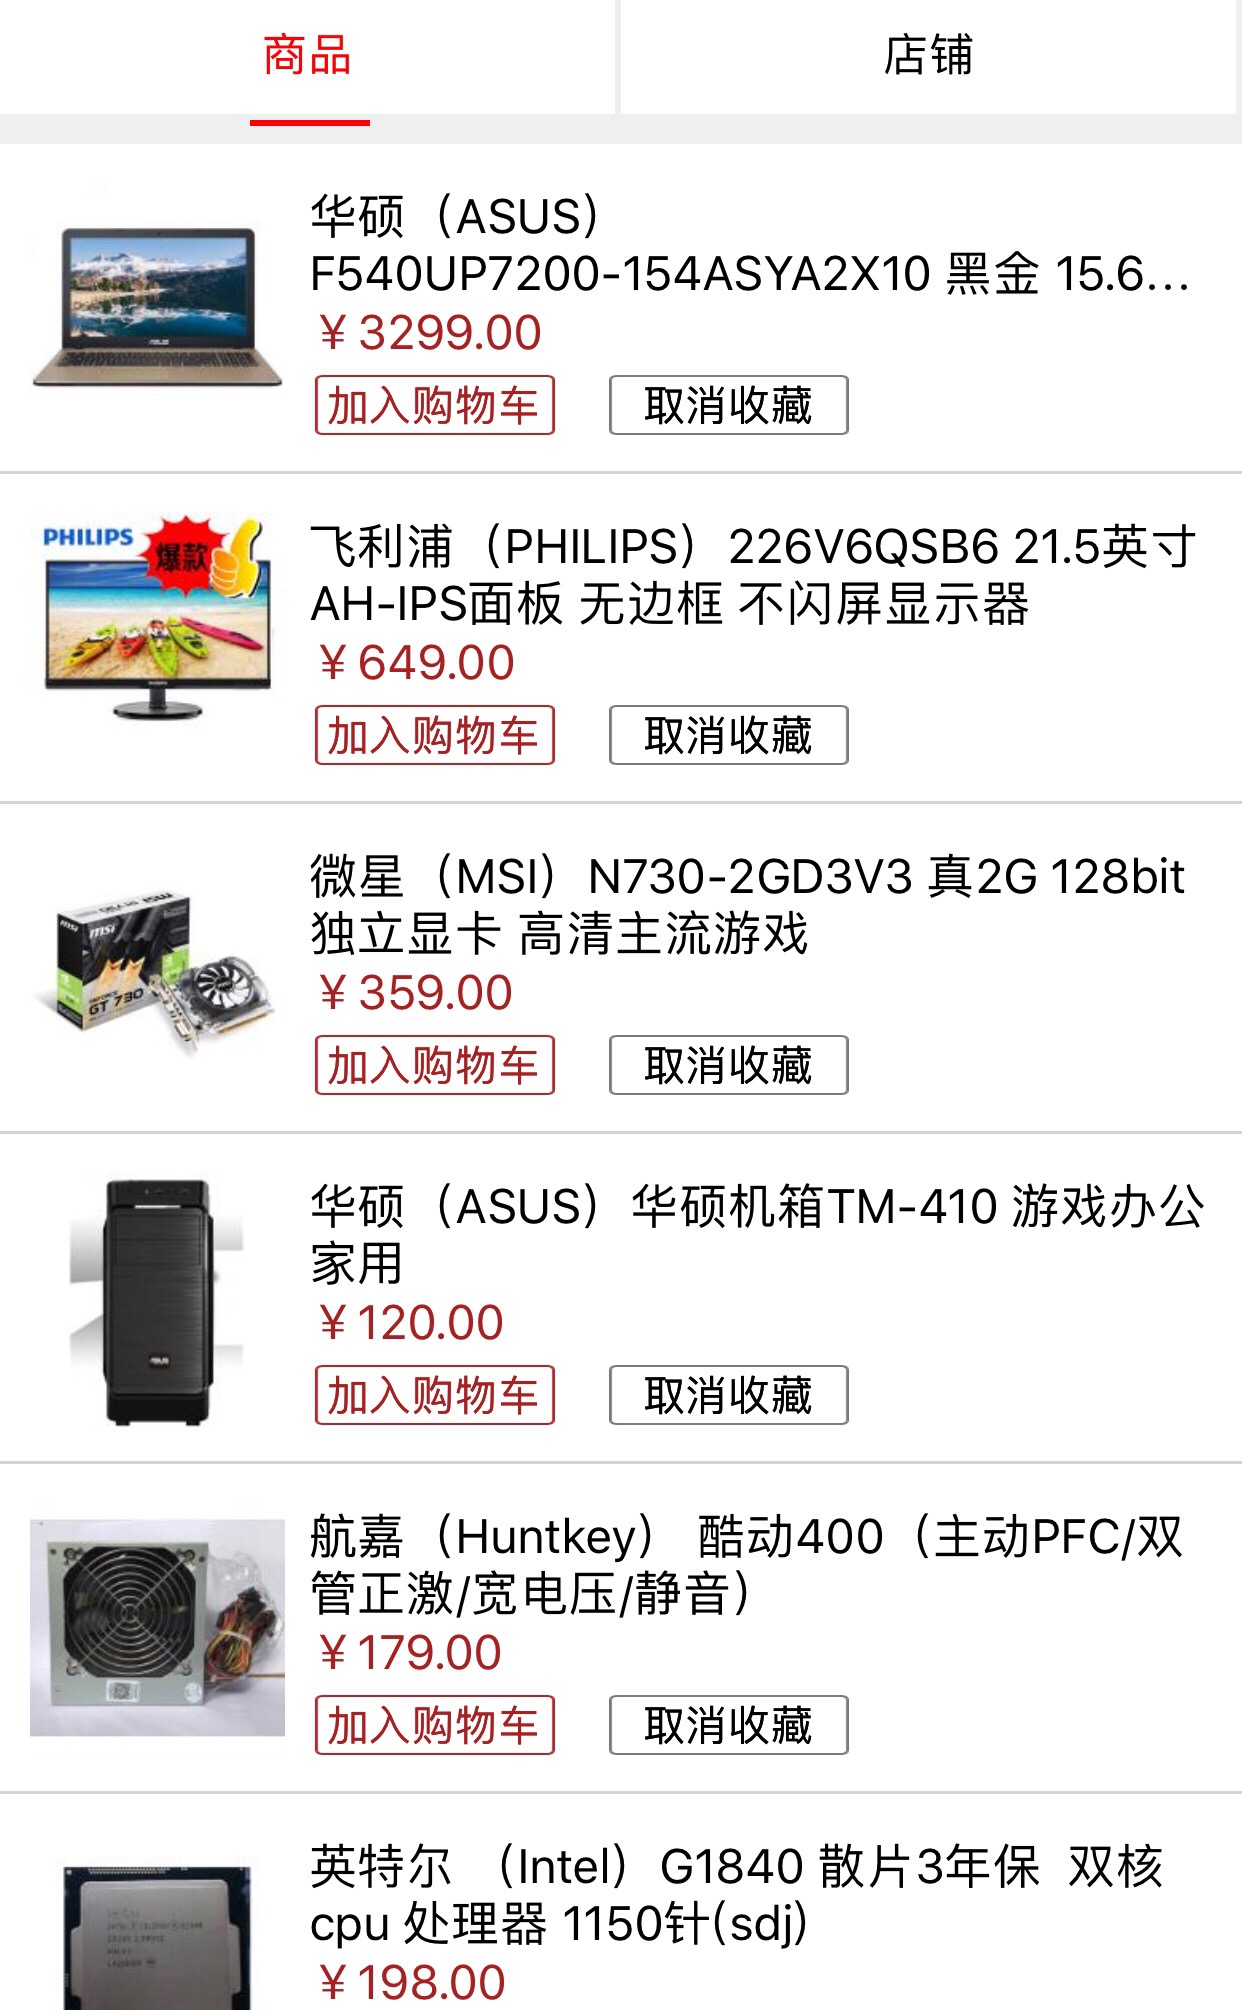 商品
店铺
华硕（ASUS）
F540UP7200-154ASYA2X10 黑金 15.6...
￥3299.00
加入购物车
取消收藏
PHILIPS
爆款
飞利浦（PHILIPS）226V6QSB6 21.5英寸
AH-IPS面板 无边框 不闪屏显示器
￥649.00
加入购物车
取消收藏
msi
GEFORCE
GT 730
微星（MSI）N730-2GD3V3 真2G 128bit
独立显卡 高清主流游戏
￥359.00
加入购物车
取消收藏
华硕（ASUS）华硕机箱TM-410 游戏办公
家用
￥120.00
加入购物车
取消收藏
航嘉（Huntkey） 酷动400（主动PFC/双
管正激/宽电压/静音）
￥179.00
加入购物车
取消收藏
英特尔 （Intel）G1840 散片3年保 双核
cpu 处理器 1150针(sdj)
￥198.00